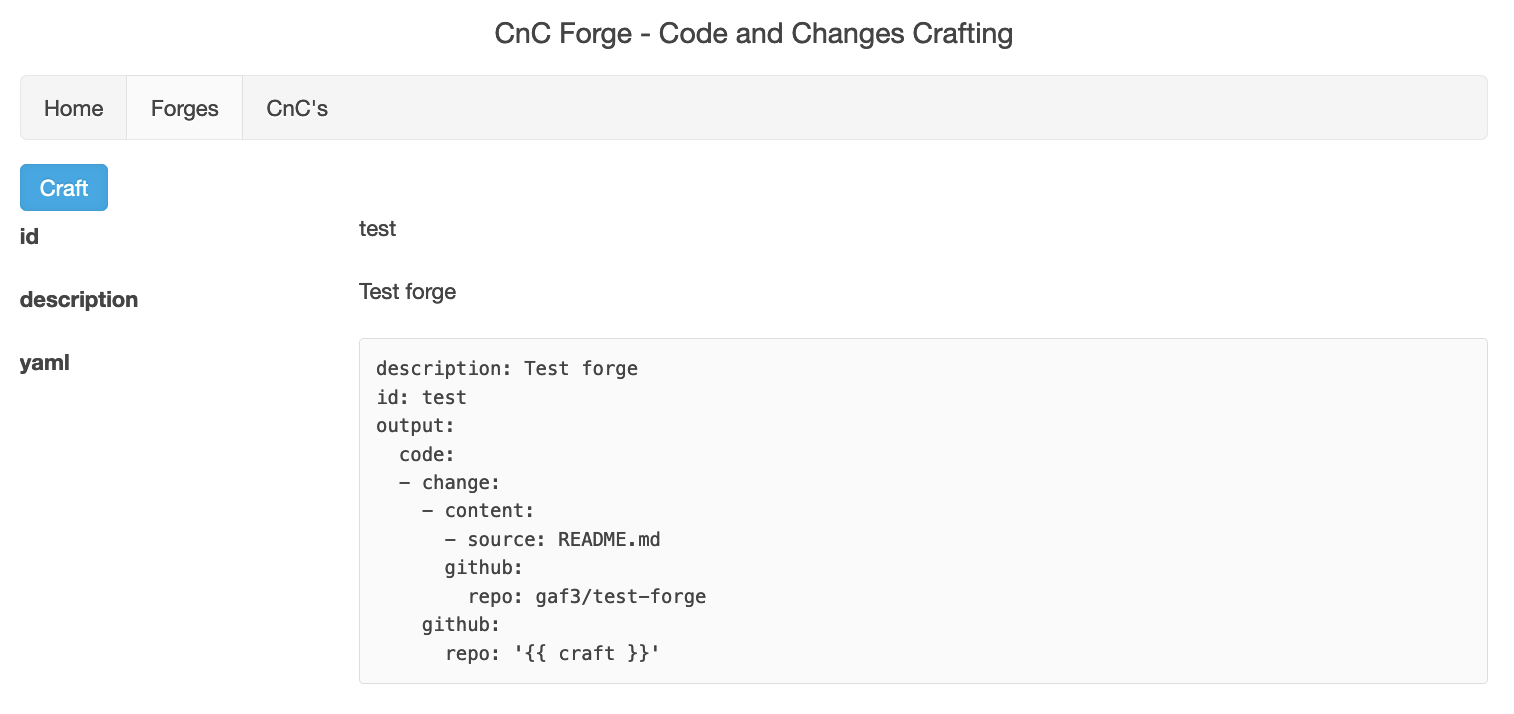 CnC Forge - Code and Changes Crafting
Home Forges CnC's
Craft
id test
description Test forge
yaml
description: Test forge
id: test
output:
  code:
  - change:
    - content:
      - source: README.md
      github:
        repo: gaf3/test-forge
    github:
      repo: '{{ craft }}'